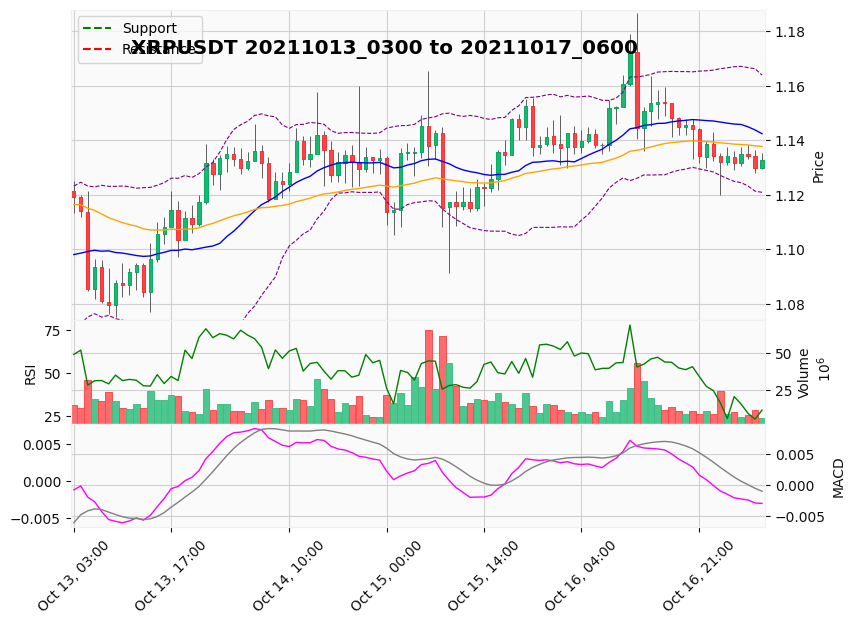 XRPUSDT 20211013_0300 to 20211017_0600
Support
Resistance
1.18
1.16
1.14
1.12
1.10
1.08
Price
75
50
25
RSI
50
25
Volume
10^6
0.005
0.000
−0.005
0.005
0.000
−0.005
MACD
Oct 13, 03:00
Oct 13, 17:00
Oct 14, 10:00
Oct 15, 00:00
Oct 15, 14:00
Oct 16, 04:00
Oct 16, 21:00